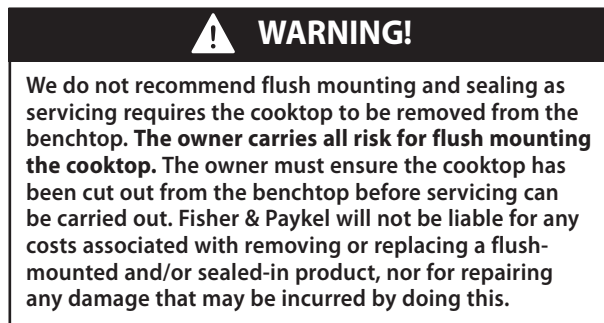 WARNING!
We do not recommend flush mounting and sealing as
servicing requires the cooktop to be removed from the
benchtop. The owner carries all risk for flush mounting
the cooktop. The owner must ensure the cooktop has
been cut out from the benchtop before servicing can
be carried out. Fisher & Paykel will not be liable for any
costs associated with removing or replacing a flush-
mounted and/or sealed-in product, nor for repairing
any damage that may be incurred by doing this.